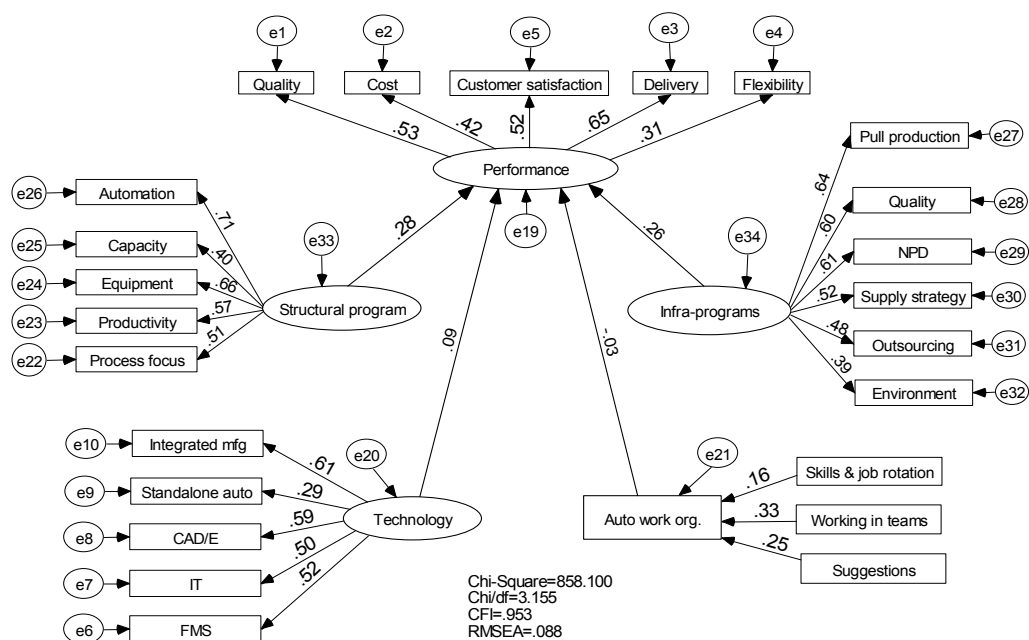 e1
e2
e5
e3
e4
Quality
Cost
Customer satisfaction
Delivery
Flexibility
.53
.42
.52
.65
.31
Performance
e19
e26
Automation
.71
e25
Capacity
.40
e24
Equipment
.66
e23
Productivity
.57
e22
Process focus
.51
e33
Structural program
.28
Pull production
e27
.64
Quality
e28
.60
NPD
e29
.61
Supply strategy
e30
.52
Outsourcing
e31
.48
Environment
e32
.39
e34
Infra-programs
.26
.09
-.03
e10
Integrated mfg
.61
e9
Standalone auto
.29
e8
CAD/E
.59
e7
IT
.50
e6
FMS
.52
e20
Technology
e21
Auto work org.
.16
Skills & job rotation
.33
Working in teams
.25
Suggestions
Chi-Square=858.100
Chi/df=3.155
CFI=.953
RMSEA=.088